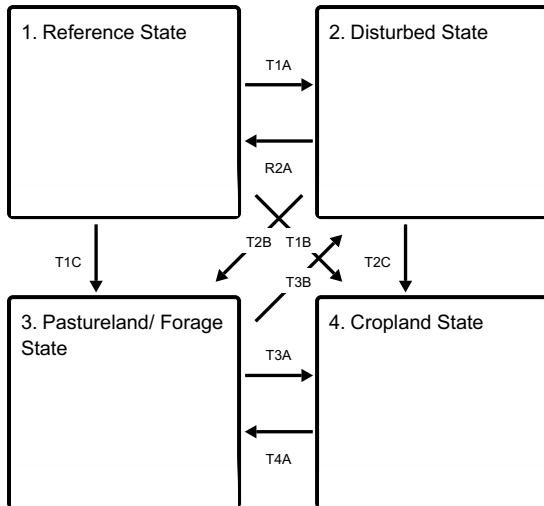 1. Reference State
2. Disturbed State
T1A
R2A
T2B
T1B
T1C
T2C
T3B
3. Pastureland/ Forage
State
4. Cropland State
T3A
T4A